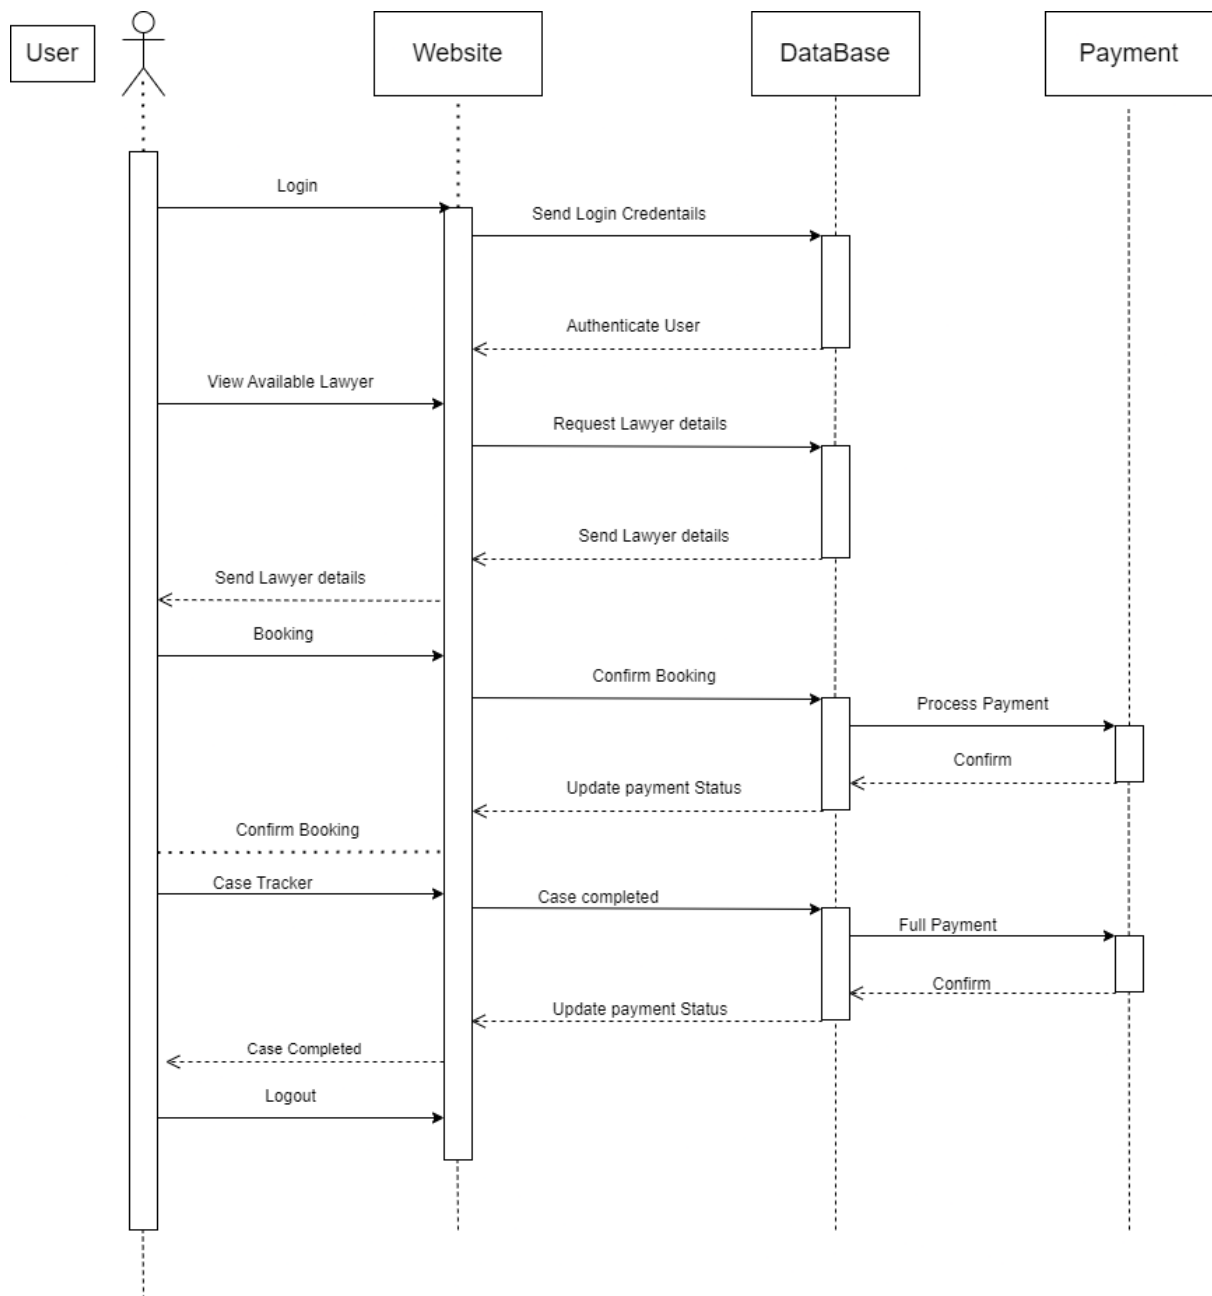 User
Website
DataBase
Payment
Login
Send Login Credentails
Authenticate User
View Available Lawyer
Request Lawyer details
Send Lawyer details
Send Lawyer details
Booking
Confirm Booking
Process Payment
Confirm
Update payment Status
Confirm Booking
Case Tracker
Case completed
Full Payment
Confirm
Update payment Status
Case Completed
Logout